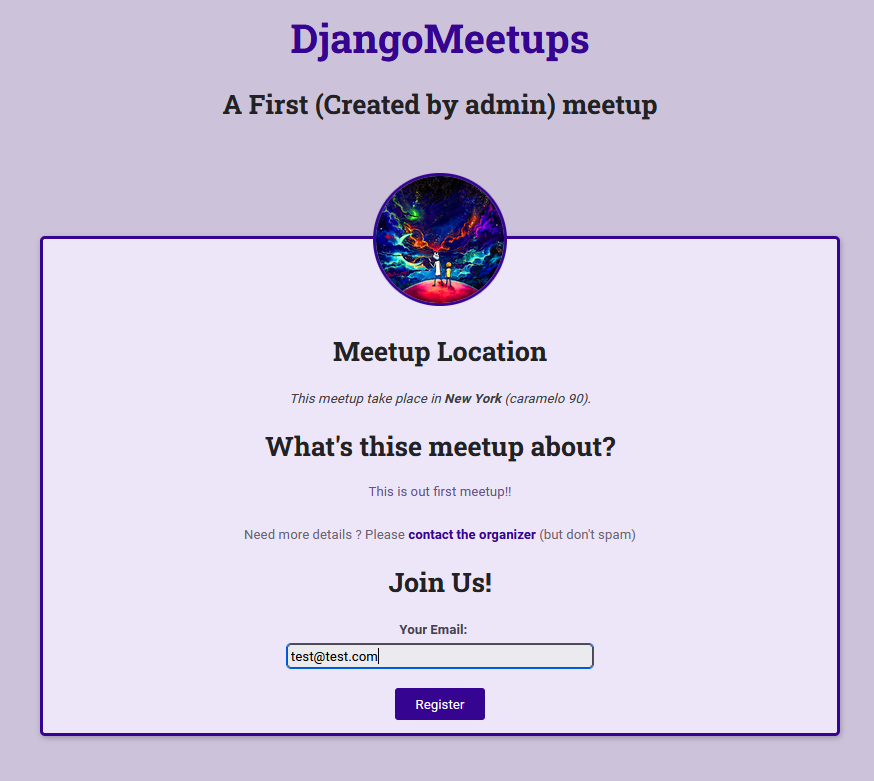 DjangoMeetups
A First (Created by admin) meetup
Meetup Location
This meetup take place in New York (caramelo 90).
What's thise meetup about?
This is out first meetup!!
Need more details ? Please contact the organizer (but don't spam)
Join Us!
Your Email:
test@test.com
Register